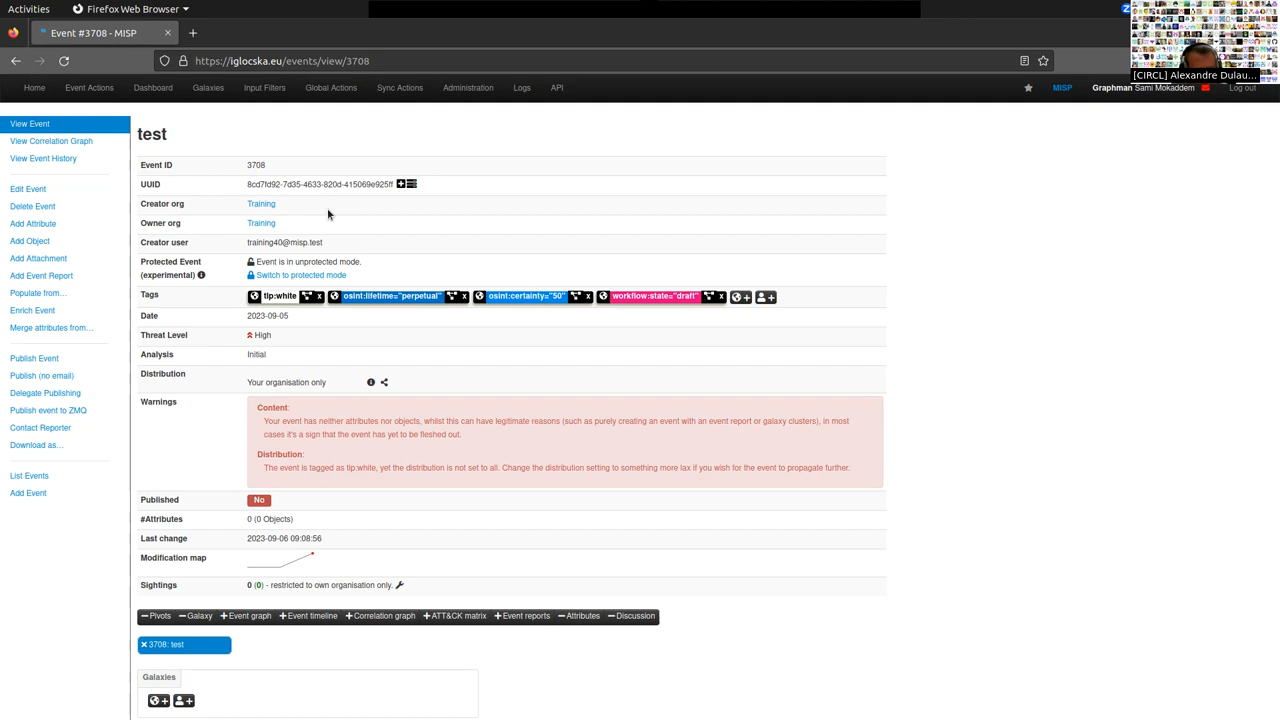 Activities
Firefox Web Browser
Event #3708 - MISP
https://iglocska.eu/events/view/3708
[CIRCL] Alexandre Dulau...
Home Event Actions Dashboard Galaxies Input Filters Global Actions Sync Actions Administration Logs API
MISP Graphman Sami Mokaddem Log out
View Event
View Correlation Graph
View Event History
Edit Event
Delete Event
Add Attribute
Add Object
Add Attachment
Add Event Report
Populate from…
Enrich Event
Merge attributes from…
Publish Event
Publish (no email)
Delegate Publishing
Publish event to ZMQ
Contact Reporter
Download as…
List Events
Add Event
test
Event ID 3708
UUID 8cd7fd92-7d35-4633-820d-415069e925ff
Creator org Training
Owner org Training
Creator user training40@misp.test
Protected Event (experimental)
Event is in unprotected mode.
Switch to protected mode
Tags tlp:white x osint:lifetime="perpetual" x osint:certainty="50" x workflow:state="draft" x
Date 2023-09-05
Threat Level High
Analysis Initial
Distribution Your organisation only
Warnings
Content:
Your event has neither attributes nor objects, whilst this can have legitimate reasons (such as purely creating an event with an event report or galaxy clusters), in most
cases it's a sign that the event has yet to be fleshed out.
Distribution:
The event is tagged as tlp:white, yet the distribution is not set to all. Change the distribution setting to something more lax if you wish for the event to propagate further.
Published No
#Attributes 0 (0 Objects)
Last change 2023-09-06 09:08:56
Modification map
Sightings 0 (0) - restricted to own organisation only.
Pivots Galaxy Event graph Event timeline Correlation graph ATT&CK matrix Event reports Attributes Discussion
3708: test
Galaxies